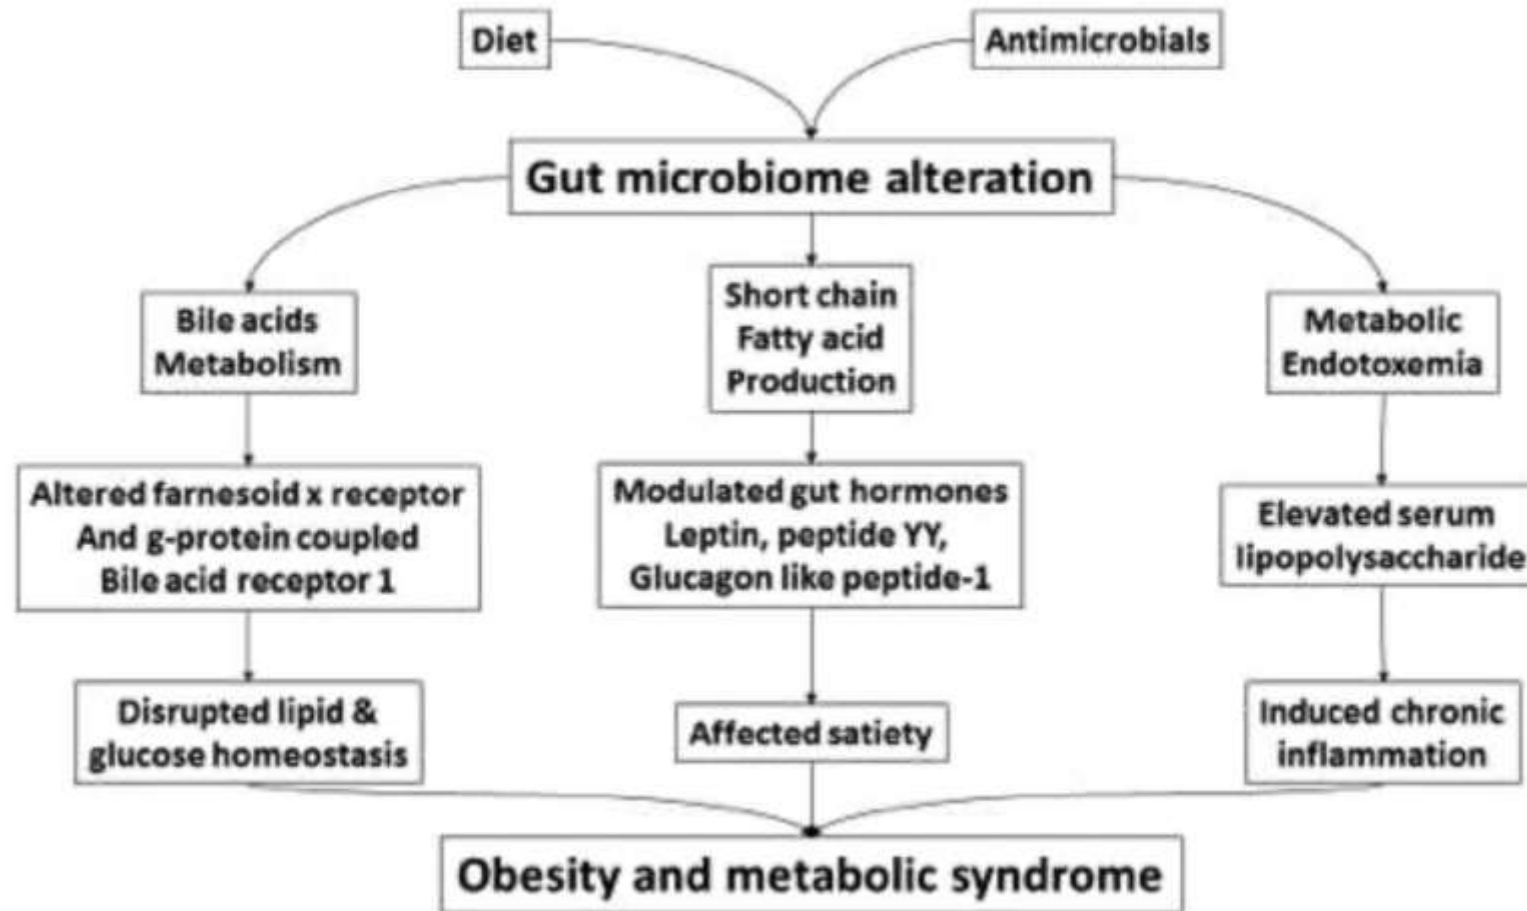 Diet
Antimicrobials
Gut microbiome alteration
Bile acids
Metabolism
Short chain
Fatty acid
Production
Metabolic
Endotoxemia
Altered farnesoid x receptor
And g-protein coupled
Bile acid receptor 1
Modulated gut hormones
Leptin, peptide YY,
Glucagon like peptide-1
Elevated serum
lipopolysaccharide
Disrupted lipid &
glucose homeostasis
Affected satiety
Induced chronic
inflammation
Obesity and metabolic syndrome